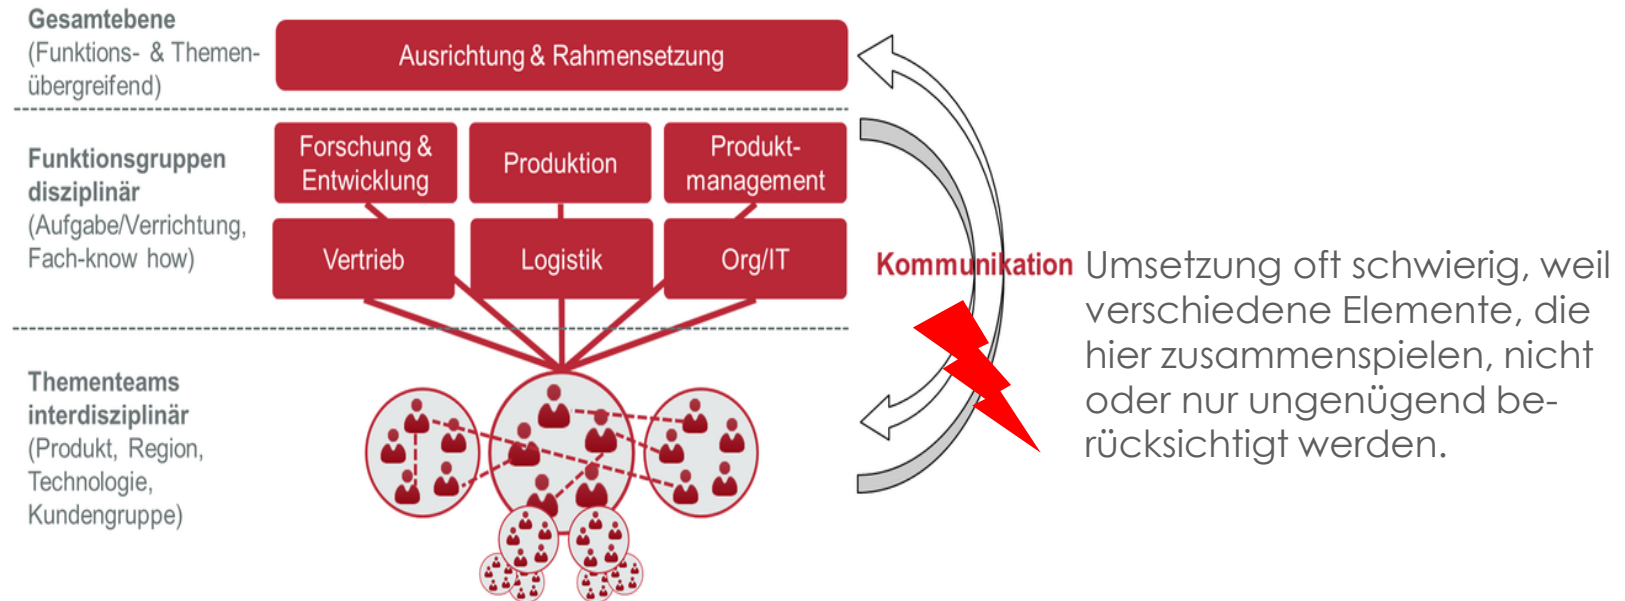 Gesamtebene
(Funktions- & Themen-
übergreifend)
Ausrichtung & Rahmensetzung
Funktionsgruppen
disziplinär
(Aufgabe/Verrichtung,
Fach-know how)
Forschung &
Entwicklung
Produktion
Produkt-
management
Vertrieb
Logistik
Org/IT
Kommunikation
Umsetzung oft schwierig, weil
verschiedene Elemente, die
hier zusammenspielen, nicht
oder nur ungenügend be-
rücksichtigt werden.
Thementeams
interdisziplinär
(Produkt, Region,
Technologie,
Kundengruppe)